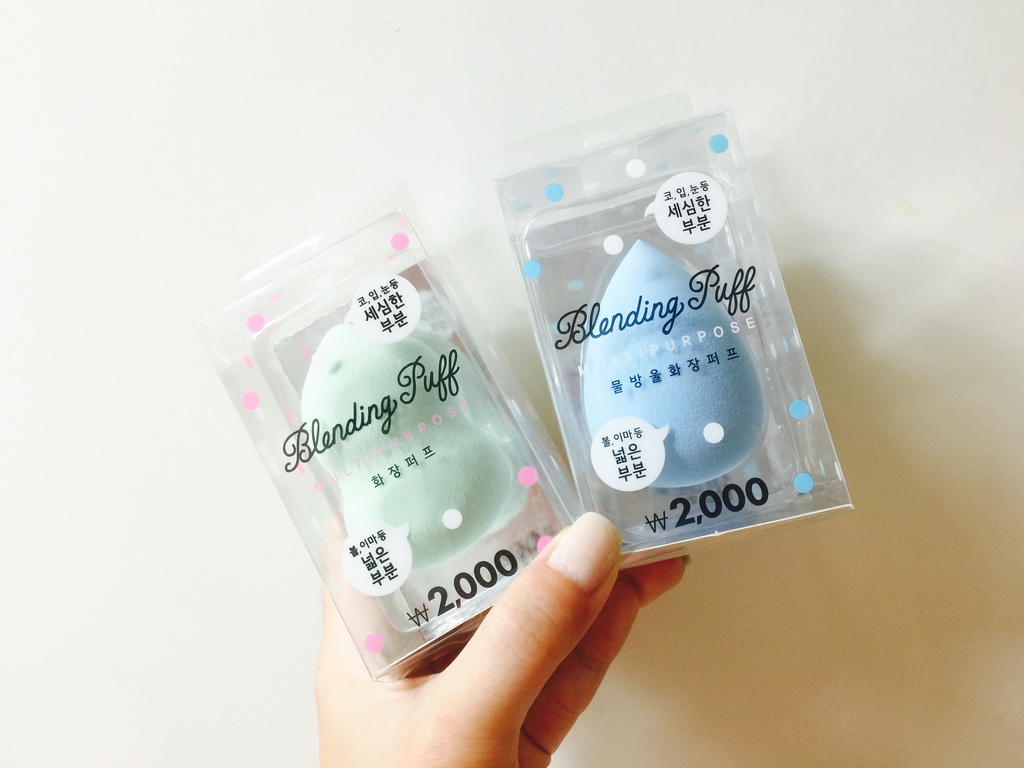 코,입,눈등
세심한
부분
Blending Puff
MULTIPURPOSE
화장퍼프
볼,이마등
넓은
부분
₩2,000
코,입,눈등
세심한
부분
Blending Puff
MULTIPURPOSE
물방울화장퍼프
볼,이마등
넓은
부분
₩2,000